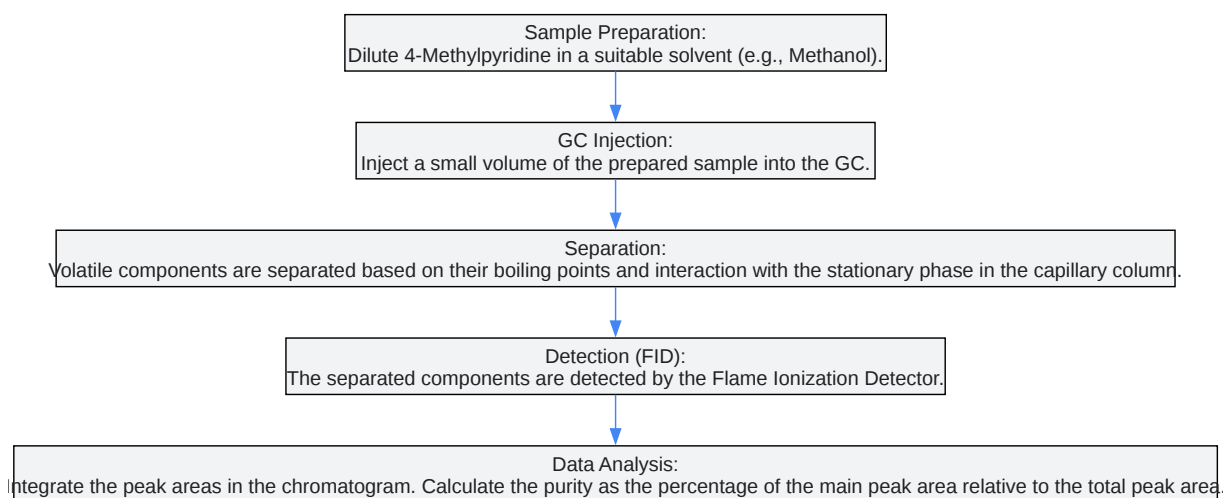 Sample Preparation:
Dilute 4-Methylpyridine in a suitable solvent (e.g., Methanol).
GC Injection:
Inject a small volume of the prepared sample into the GC.
Separation:
Volatile components are separated based on their boiling points and interaction with the stationary phase in the capillary column.
Detection (FID):
The separated components are detected by the Flame Ionization Detector.
Data Analysis:
Integrate the peak areas in the chromatogram. Calculate the purity as the percentage of the main peak area relative to the total peak area.